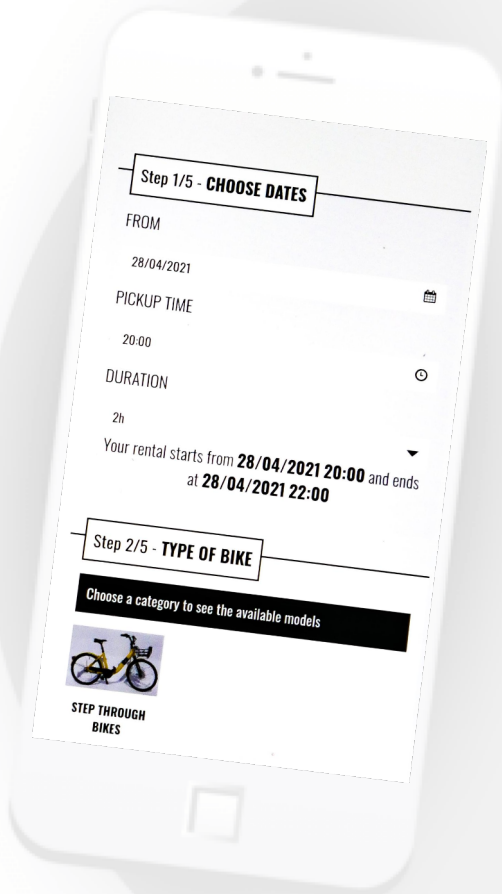 Step 1/5 - CHOOSE DATES
FROM
28/04/2021
PICKUP TIME
20:00
DURATION
2h
Your rental starts from 28/04/2021 20:00 and ends
at 28/04/2021 22:00
Step 2/5 - TYPE OF BIKE
Choose a category to see the available models
STEP THROUGH
BIKES